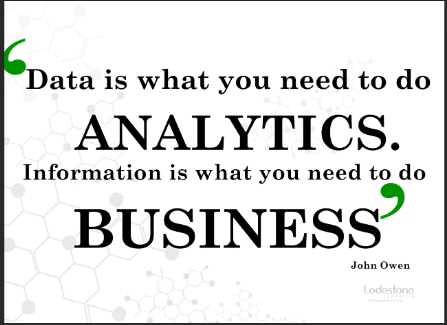 ‘Data is what you need to do
ANALYTICS.
Information is what you need to do
BUSINESS’
John Owen
Lodestone